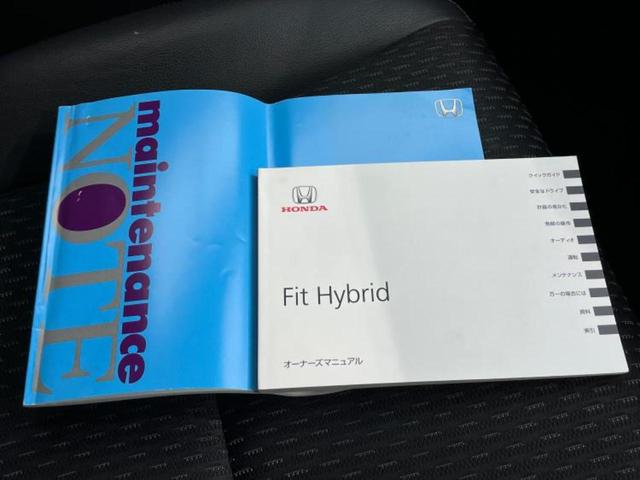 maintenance
NOTE
HONDA
Fit Hybrid
オーナーズマニュアル
クイックガイド
安全なドライブ
計器の見かた
各部の操作
オーディオ
運転
メンテナンス
万一の場合には
資料
索引